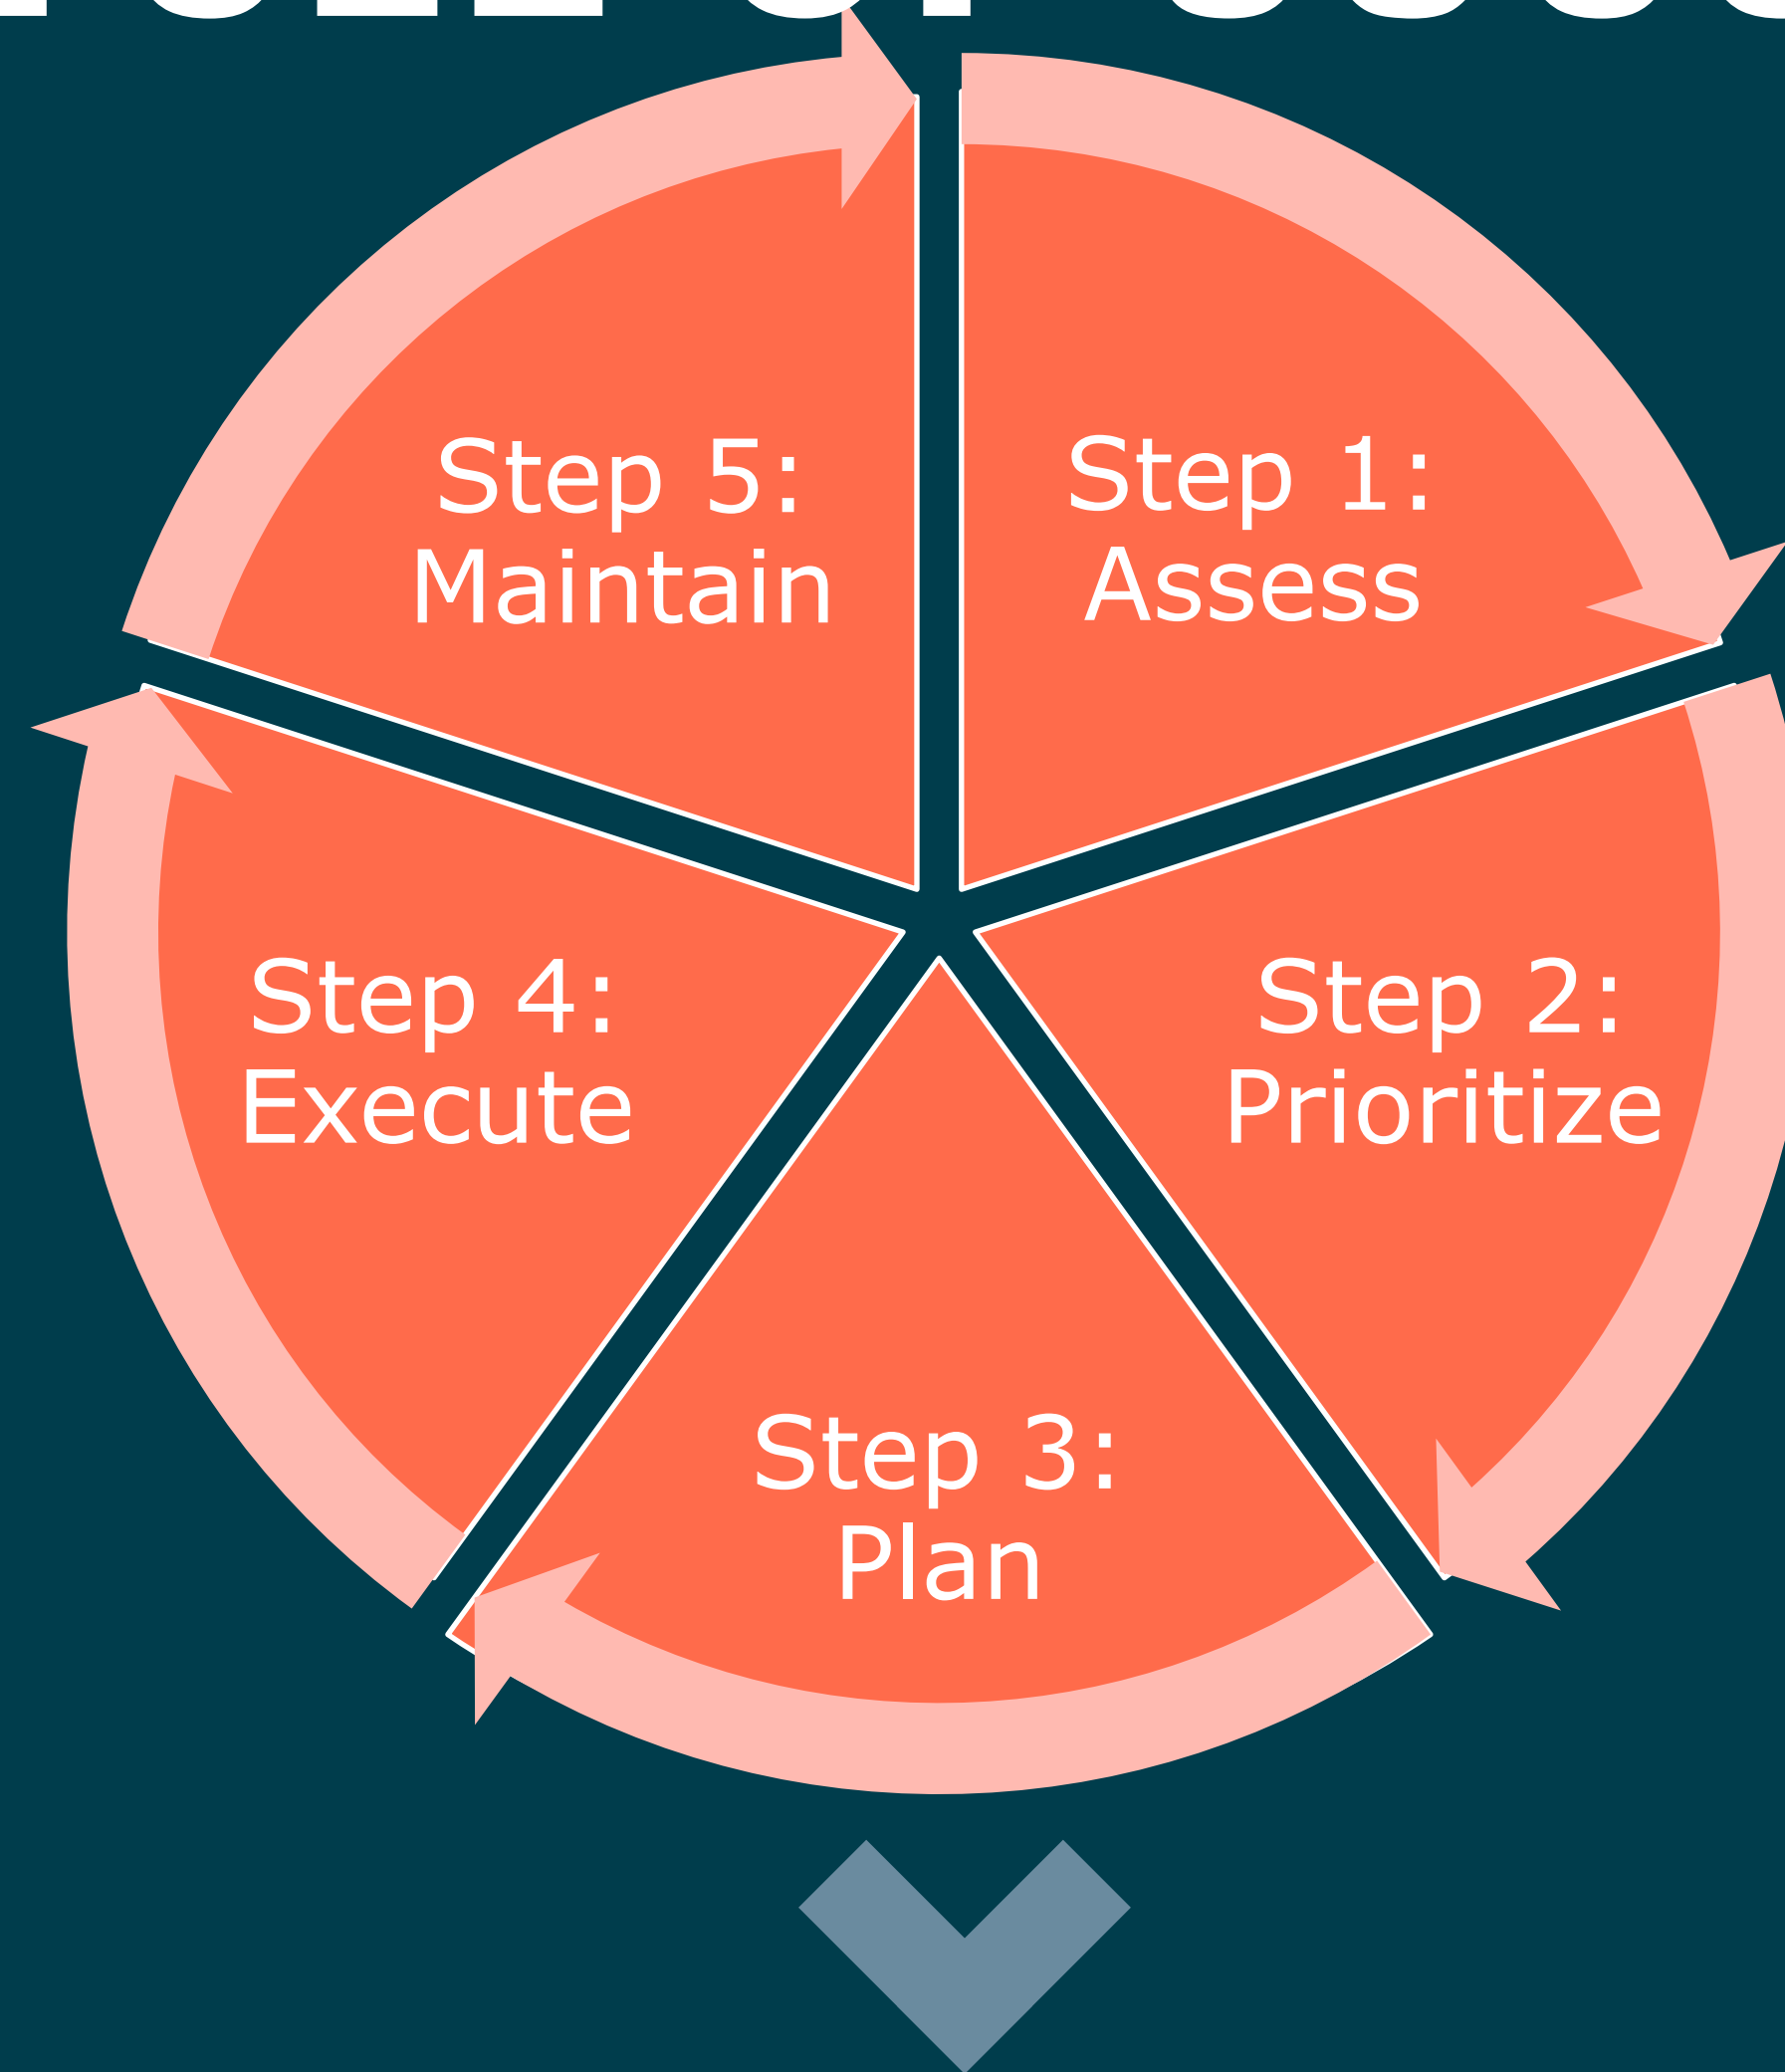 Step 1:
Assess
Step 2:
Prioritize
Step 3:
Plan
Step 4:
Execute
Step 5:
Maintain